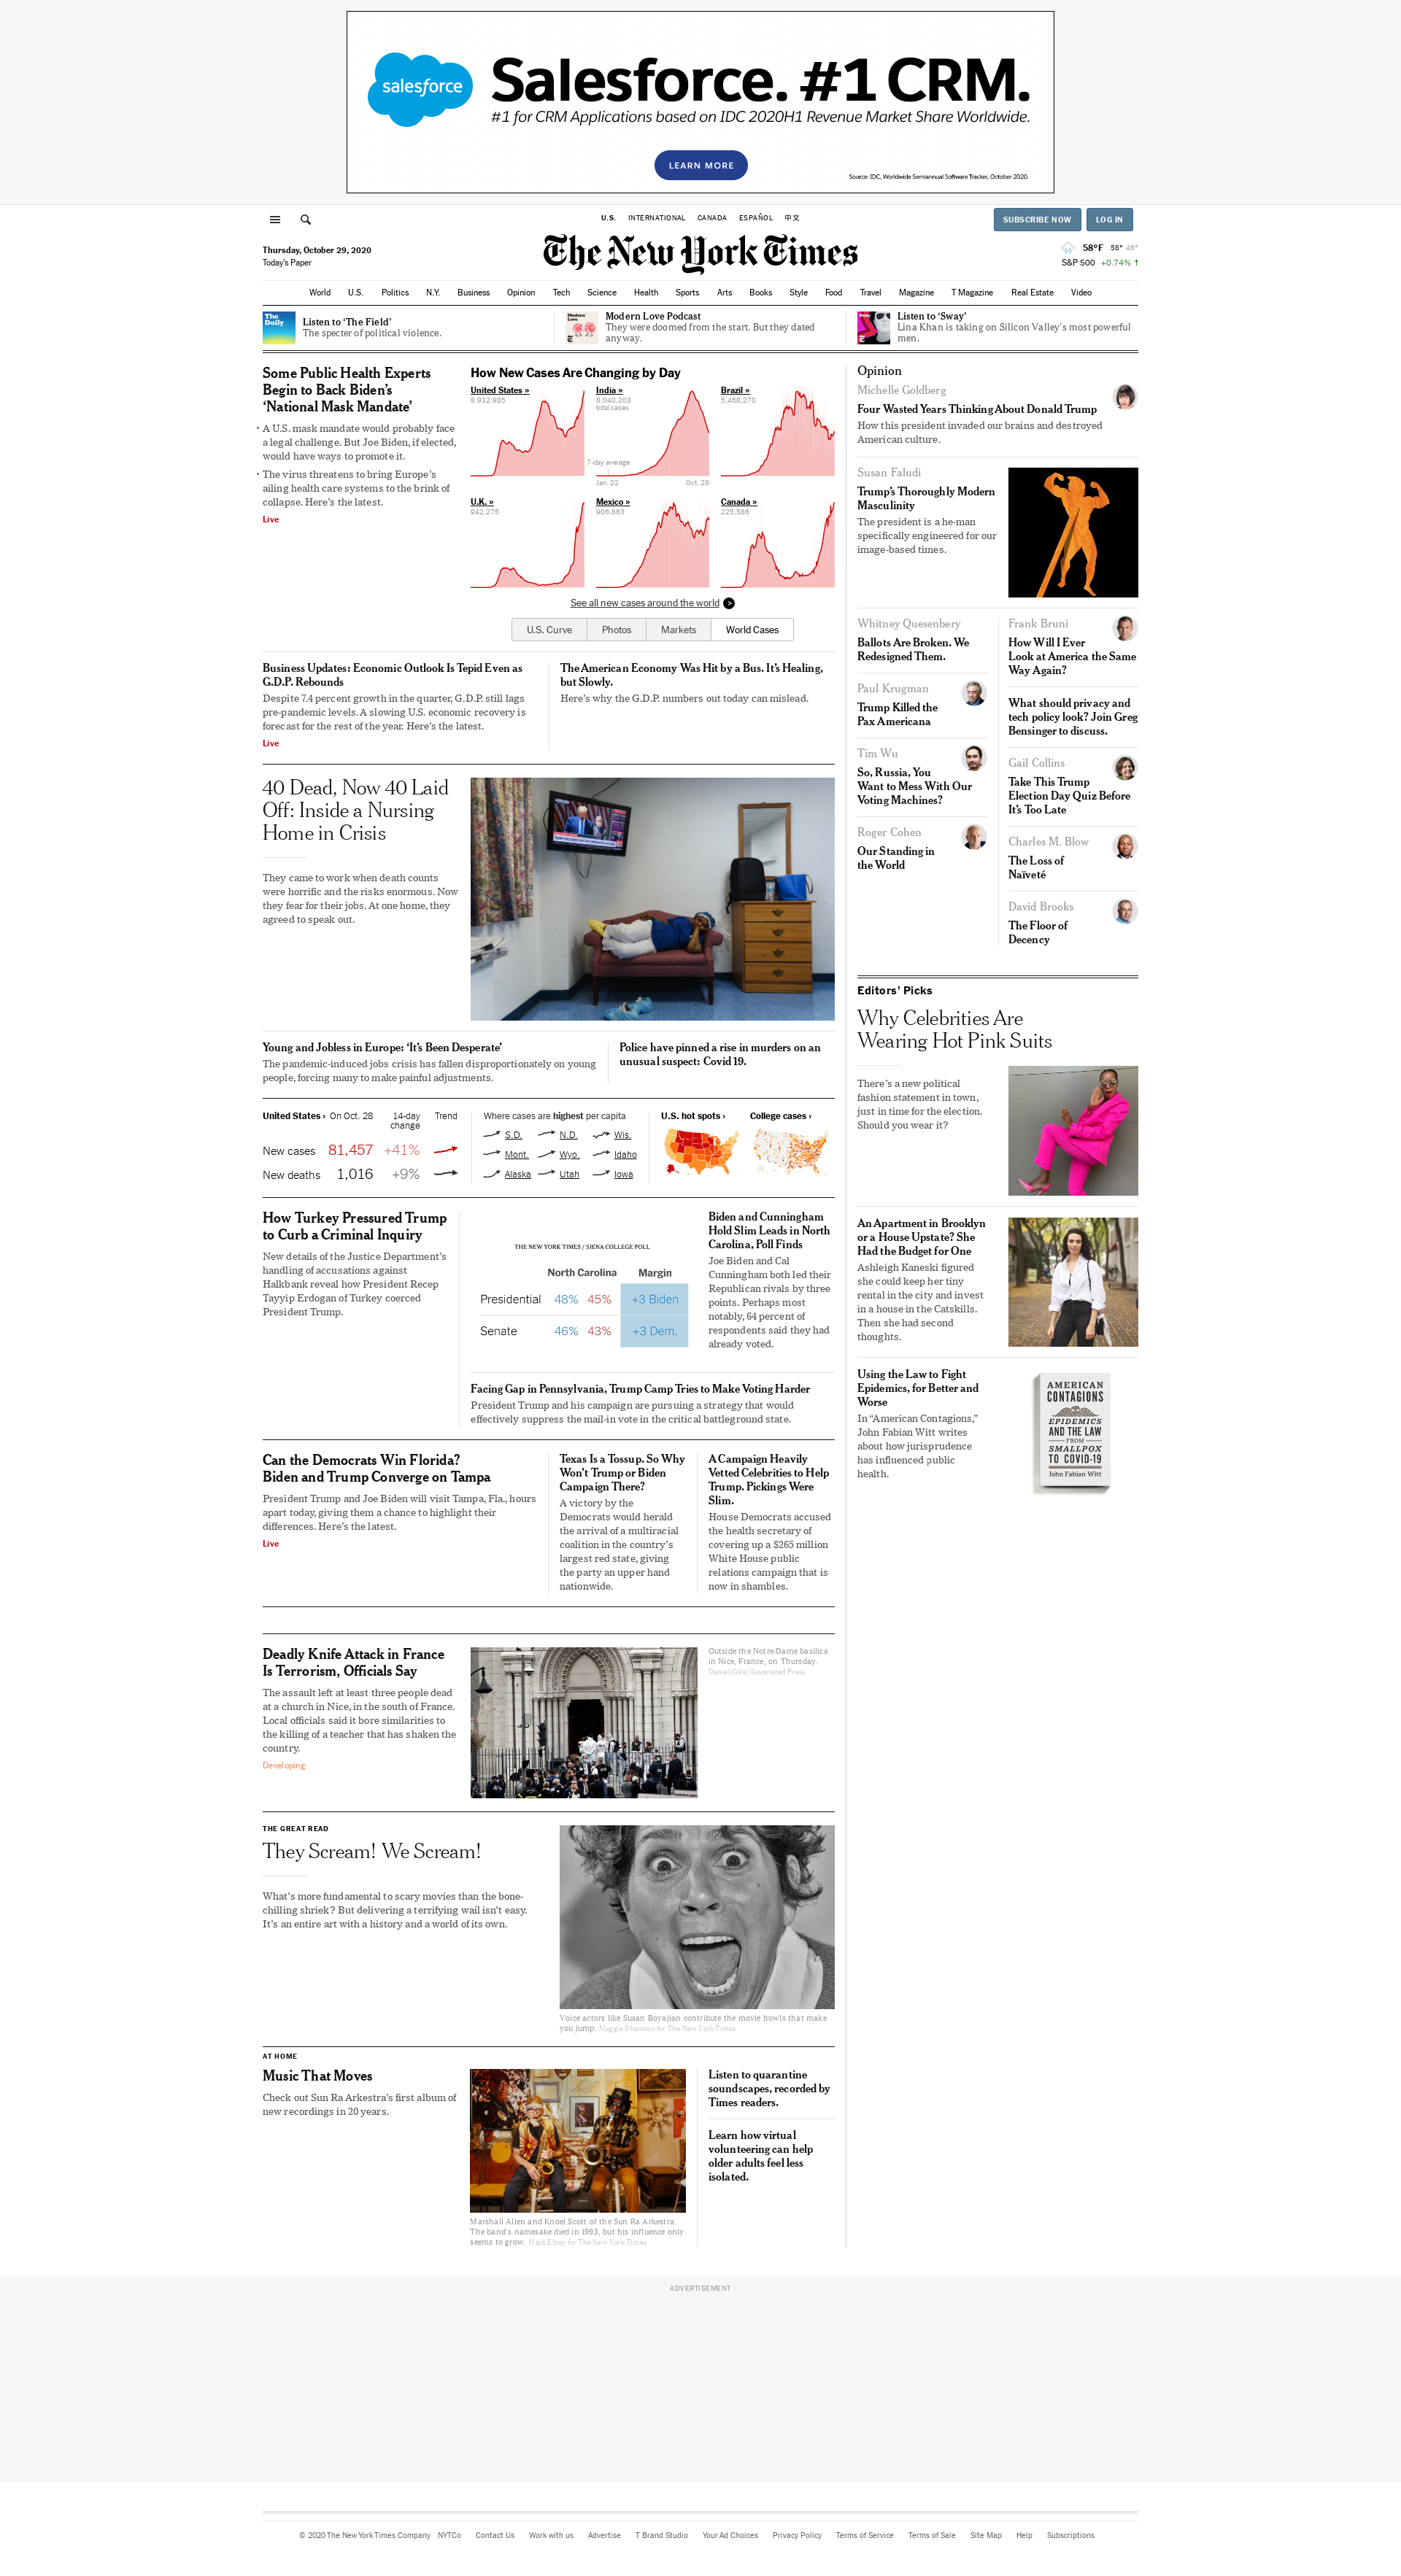 salesforce
Salesforce. #1 CRM.
#1 for CRM Applications based on IDC 2020H1 Revenue Market Share Worldwide.
LEARN MORE
Source: IDC, Worldwide Semiannual Software Tracker, October 2020.
U.S. INTERNATIONAL CANADA ESPAÑOL 中文
SUBSCRIBE NOW LOG IN
Thursday, October 29, 2020
Today's Paper
The New York Times
58°F 58° 46°
S&P 500 +0.74% ↑
World U.S. Politics N.Y. Business Opinion Tech Science Health Sports Arts Books Style Food Travel Magazine T Magazine Real Estate Video
The Daily
Listen to ‘The Field’
The specter of political violence.
Modern Love
Modern Love Podcast
They were doomed from the start. But they dated
anyway.
Listen to ‘Sway’
Lina Khan is taking on Silicon Valley’s most powerful
men.
Some Public Health Experts
Begin to Back Biden’s
‘National Mask Mandate’
• A U.S. mask mandate would probably face
a legal challenge. But Joe Biden, if elected,
would have ways to promote it.
• The virus threatens to bring Europe’s
ailing health care systems to the brink of
collapse. Here’s the latest.
Live
How New Cases Are Changing by Day
United States »
8,932,985
India »
8,040,203
total cases
Brazil »
5,468,270
7-day average
Jan. 22 Oct. 28
U.K. »
942,275
Mexico »
906,863
Canada »
225,586
See all new cases around the world >
U.S. Curve Photos Markets World Cases
Business Updates: Economic Outlook Is Tepid Even as
G.D.P. Rebounds
Despite 7.4 percent growth in the quarter, G.D.P. still lags
pre-pandemic levels. A slowing U.S. economic recovery is
forecast for the rest of the year. Here’s the latest.
Live
The American Economy Was Hit by a Bus. It’s Healing,
but Slowly.
Here’s why the G.D.P. numbers out today can mislead.
40 Dead, Now 40 Laid
Off: Inside a Nursing
Home in Crisis
They came to work when death counts
were horrific and the risks enormous. Now
they fear for their jobs. At one home, they
agreed to speak out.
Young and Jobless in Europe: ‘It’s Been Desperate’
The pandemic-induced jobs crisis has fallen disproportionately on young
people, forcing many to make painful adjustments.
Police have pinned a rise in murders on an
unusual suspect: Covid 19.
United States › On Oct. 28 14-day
change Trend
New cases 81,457 +41%
New deaths 1,016 +9%
Where cases are highest per capita
S.D. N.D. Wis.
Mont. Wyo. Idaho
Alaska Utah Iowa
U.S. hot spots › College cases ›
How Turkey Pressured Trump
to Curb a Criminal Inquiry
New details of the Justice Department’s
handling of accusations against
Halkbank reveal how President Recep
Tayyip Erdogan of Turkey coerced
President Trump.
THE NEW YORK TIMES / SIENA COLLEGE POLL
North Carolina Margin
Presidential 48% 45% +3 Biden
Senate 46% 43% +3 Dem.
Biden and Cunningham
Hold Slim Leads in North
Carolina, Poll Finds
Joe Biden and Cal
Cunningham both led their
Republican rivals by three
points. Perhaps most
notably, 64 percent of
respondents said they had
already voted.
Facing Gap in Pennsylvania, Trump Camp Tries to Make Voting Harder
President Trump and his campaign are pursuing a strategy that would
effectively suppress the mail-in vote in the critical battleground state.
Can the Democrats Win Florida?
Biden and Trump Converge on Tampa
President Trump and Joe Biden will visit Tampa, Fla., hours
apart today, giving them a chance to highlight their
differences. Here’s the latest.
Live
Texas Is a Tossup. So Why
Won’t Trump or Biden
Campaign There?
A victory by the
Democrats would herald
the arrival of a multiracial
coalition in the country’s
largest red state, giving
the party an upper hand
nationwide.
A Campaign Heavily
Vetted Celebrities to Help
Trump. Pickings Were
Slim.
House Democrats accused
the health secretary of
covering up a $265 million
White House public
relations campaign that is
now in shambles.
Deadly Knife Attack in France
Is Terrorism, Officials Say
The assault left at least three people dead
at a church in Nice, in the south of France.
Local officials said it bore similarities to
the killing of a teacher that has shaken the
country.
Developing
Outside the Notre-Dame basilica
in Nice, France, on Thursday.
Daniel Cole/Associated Press
THE GREAT READ
They Scream! We Scream!
What’s more fundamental to scary movies than the bone-
chilling shriek? But delivering a terrifying wail isn’t easy.
It’s an entire art with a history and a world of its own.
Voice actors like Susan Boyajian contribute the movie howls that make
you jump. Maggie Shannon for The New York Times
AT HOME
Music That Moves
Check out Sun Ra Arkestra’s first album of
new recordings in 20 years.
Marshall Allen and Knoel Scott of the Sun Ra Arkestra.
The band’s namesake died in 1993, but his influence only
seems to grow. Mark Elzey for The New York Times
Listen to quarantine
soundscapes, recorded by
Times readers.
Learn how virtual
volunteering can help
older adults feel less
isolated.
Opinion
Michelle Goldberg
Four Wasted Years Thinking About Donald Trump
How this president invaded our brains and destroyed
American culture.
Susan Faludi
Trump’s Thoroughly Modern
Masculinity
The president is a he-man
specifically engineered for our
image-based times.
Whitney Quesenbery
Ballots Are Broken. We
Redesigned Them.
Paul Krugman
Trump Killed the
Pax Americana
Tim Wu
So, Russia, You
Want to Mess With Our
Voting Machines?
Roger Cohen
Our Standing in
the World
Frank Bruni
How Will I Ever
Look at America the Same
Way Again?
What should privacy and
tech policy look? Join Greg
Bensinger to discuss.
Gail Collins
Take This Trump
Election Day Quiz Before
It’s Too Late
Charles M. Blow
The Loss of
Naïveté
David Brooks
The Floor of
Decency
Editors’ Picks
Why Celebrities Are
Wearing Hot Pink Suits
There’s a new political
fashion statement in town,
just in time for the election.
Should you wear it?
An Apartment in Brooklyn
or a House Upstate? She
Had the Budget for One
Ashleigh Kaneski figured
she could keep her tiny
rental in the city and invest
in a house in the Catskills.
Then she had second
thoughts.
Using the Law to Fight
Epidemics, for Better and
Worse
In “American Contagions,”
John Fabian Witt writes
about how jurisprudence
has influenced public
health.
AMERICAN
CONTAGIONS
EPIDEMICS
AND THE LAW
FROM
SMALLPOX
TO COVID-19
John Fabian Witt
ADVERTISEMENT
© 2020 The New York Times Company NYTCo Contact Us Work with us Advertise T Brand Studio Your Ad Choices Privacy Policy Terms of Service Terms of Sale Site Map Help Subscriptions